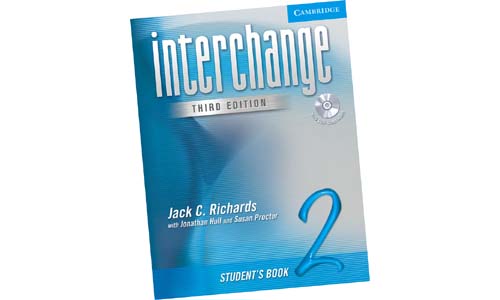 CAMBRIDGE
interchange
THIRD EDITION
Jack C. Richards
with Jonathan Hull and Susan Proctor
STUDENT'S BOOK
2